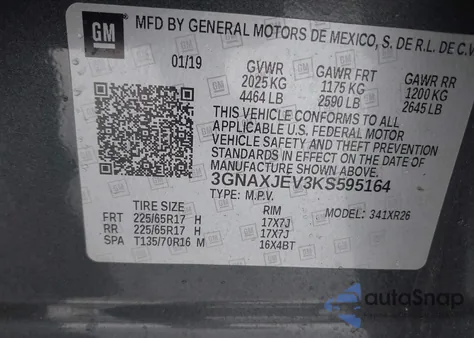 GM
MFD BY GENERAL MOTORS DE MEXICO, S. DE R.L. DE C.V
01/19 GVWR GAWR FRT GAWR RR
2025 KG 1175 KG 1200 KG
4464 LB 2590 LB 2645 LB
THIS VEHICLE CONFORMS TO ALL
APPLICABLE U.S. FEDERAL MOTOR
VEHICLE SAFETY AND THEFT PREVENTION
STANDARDS IN EFFECT ON THE DATE OF
MANUFACTURE SHOWN ABOVE.
3GNAXJEV3KS595164
TYPE: M.P.V.
TIRE SIZE RIM MODEL: 341XR26
FRT 225/65R17 H 17X7J
RR 225/65R17 H 17X7J
SPA T135/70R16 M 16X4BT
autoSnap